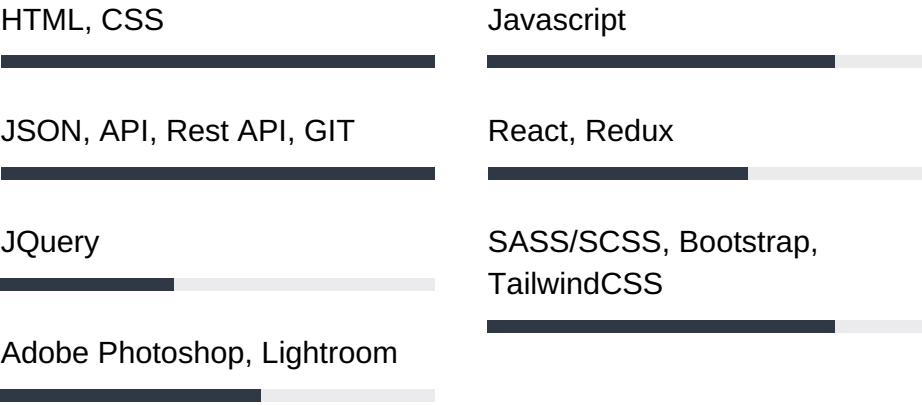 HTML, CSS
JSON, API, Rest API, GIT
JQuery
Adobe Photoshop, Lightroom
Javascript
React, Redux
SASS/SCSS, Bootstrap,
TailwindCSS